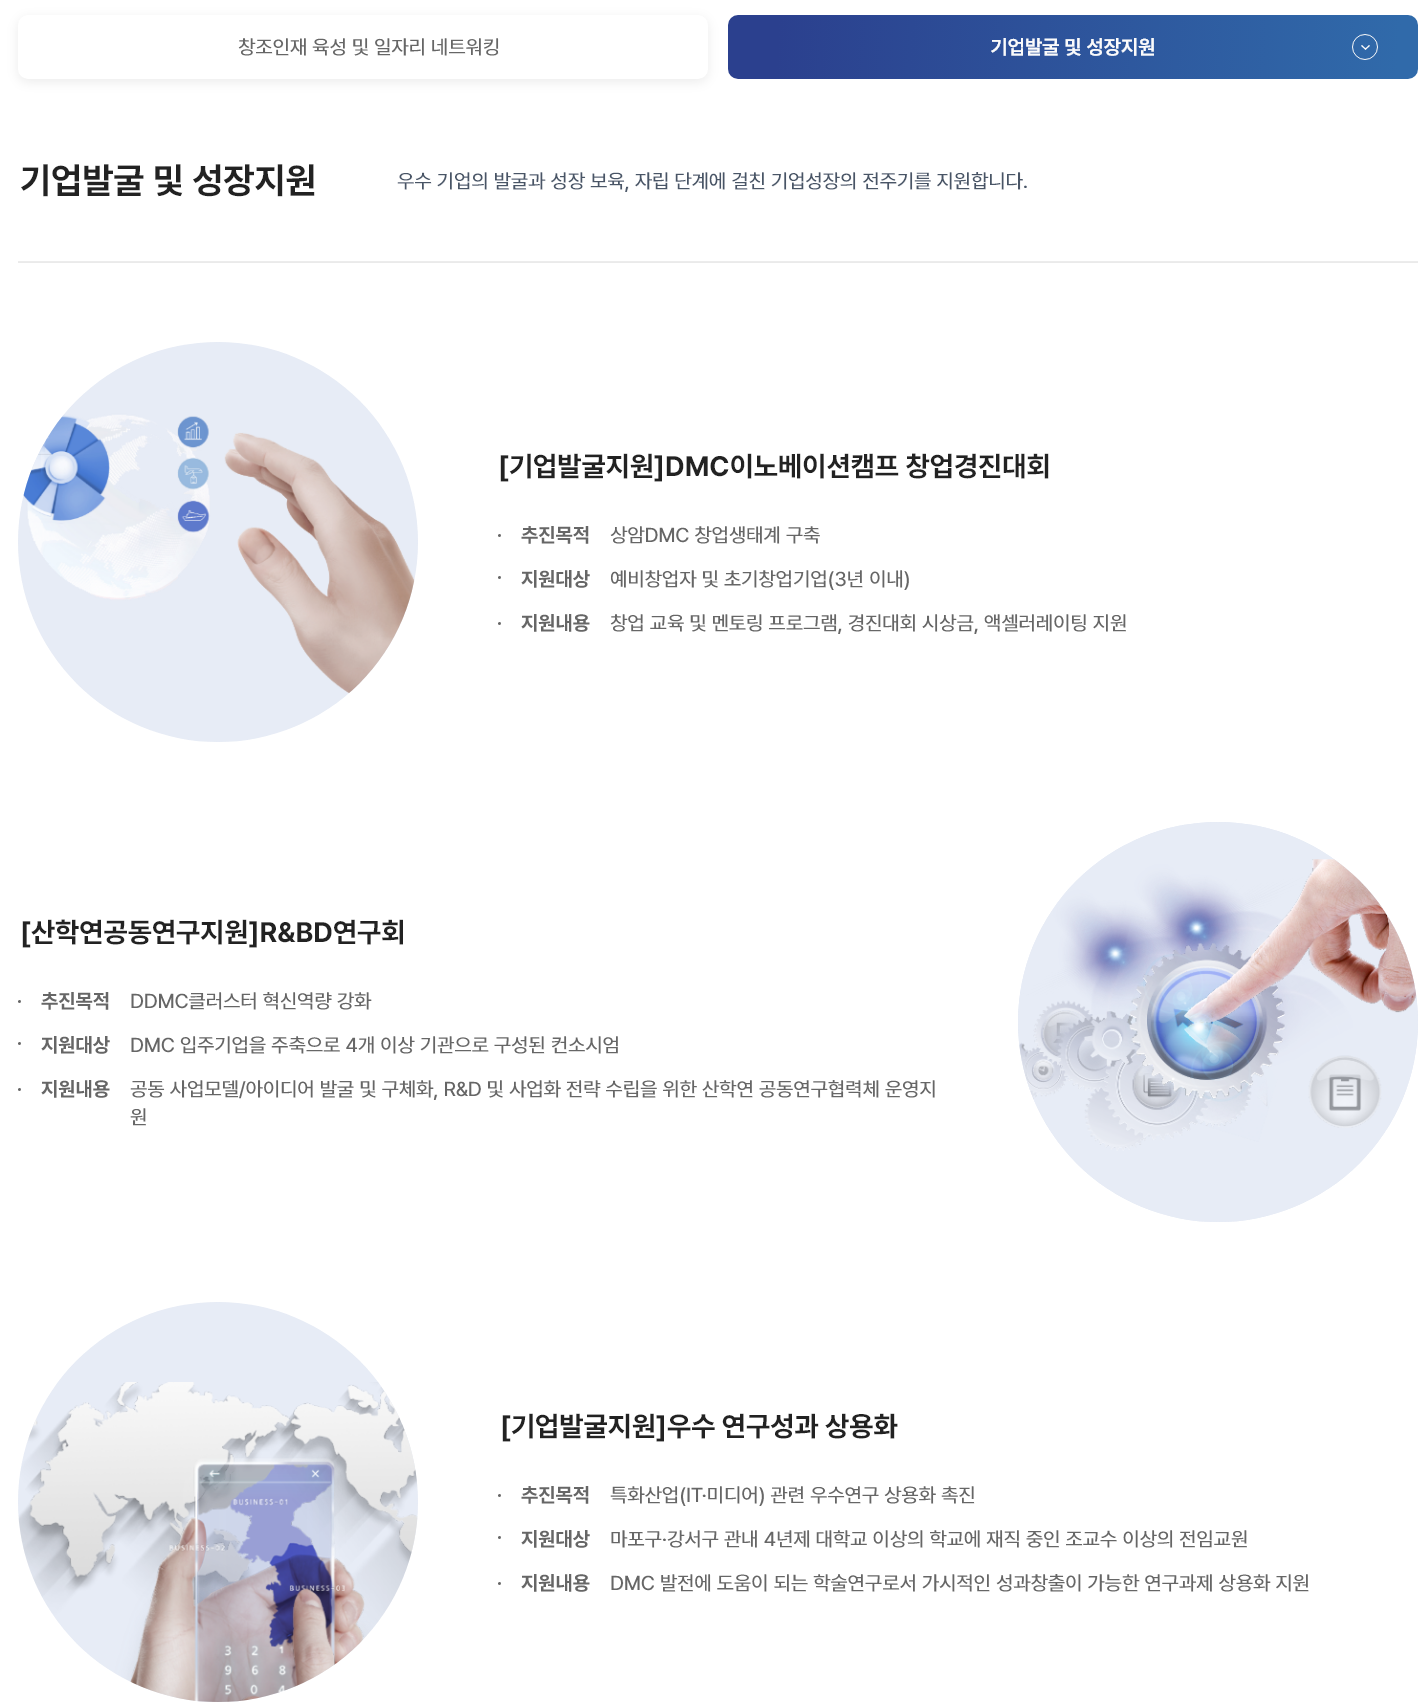 창조인재 육성 및 일자리 네트워킹
기업발굴 및 성장지원
기업발굴 및 성장지원
우수 기업의 발굴과 성장 보육, 자립 단계에 걸친 기업성장의 전주기를 지원합니다.
[기업발굴지원]DMC이노베이션캠프 창업경진대회
· 추진목적 상암DMC 창업생태계 구축
· 지원대상 예비창업자 및 초기창업기업(3년 이내)
· 지원내용 창업 교육 및 멘토링 프로그램, 경진대회 시상금, 액셀러레이팅 지원
[산학연공동연구지원]R&BD연구회
· 추진목적 DDMC클러스터 혁신역량 강화
· 지원대상 DMC 입주기업을 주축으로 4개 이상 기관으로 구성된 컨소시엄
· 지원내용 공동 사업모델/아이디어 발굴 및 구체화, R&D 및 사업화 전략 수립을 위한 산학연 공동연구협력체 운영지
원
[기업발굴지원]우수 연구성과 상용화
· 추진목적 특화산업(IT·미디어) 관련 우수연구 상용화 촉진
· 지원대상 마포구·강서구 관내 4년제 대학교 이상의 학교에 재직 중인 조교수 이상의 전임교원
· 지원내용 DMC 발전에 도움이 되는 학술연구로서 가시적인 성과창출이 가능한 연구과제 상용화 지원
BUSINESS-01
BUSINESS-02
BUSINESS-03
3 2 1
9 6 8
5 0 4